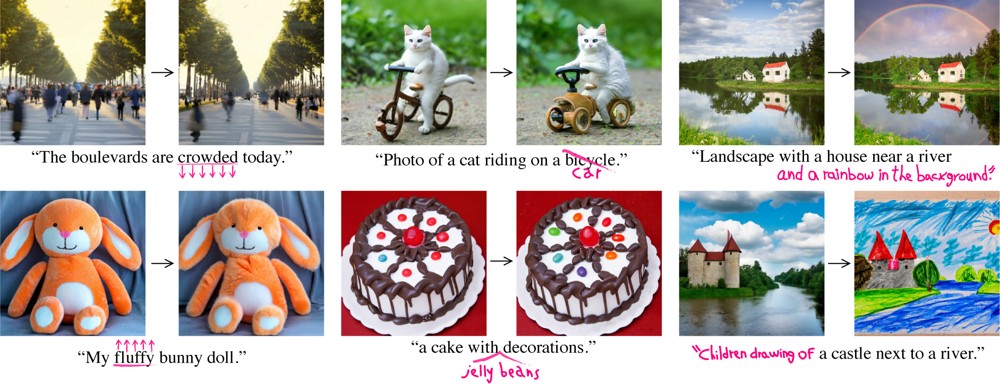 “The boulevards are crowded today.”
“Photo of a cat riding on a bicycle.”
car
“Landscape with a house near a river
and a rainbow in the background.”
“My fluffy bunny doll.”
“a cake with decorations.”
jelly beans
“Children drawing of a castle next to a river.”